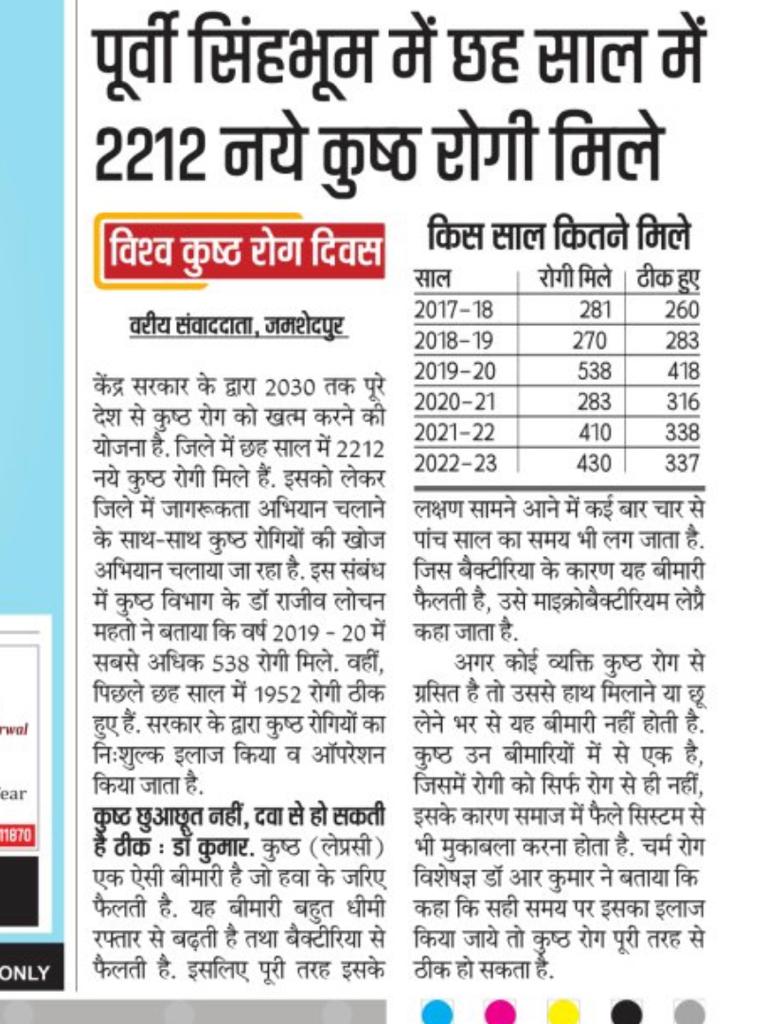 पूर्वी सिंहभूम में छह साल में
2212 नये कुष्ठ रोगी मिले
विश्व कुष्ठ रोग दिवस
वरीय संवाददाता, जमशेदपुर
केंद्र सरकार के द्वारा 2030 तक पूरे
देश से कुष्ठ रोग को खत्म करने की
योजना है. जिले में छह साल में 2212
नये कुष्ठ रोगी मिले हैं. इसको लेकर
जिले में जागरूकता अभियान चलाने
के साथ-साथ कुष्ठ रोगियों की खोज
अभियान चलाया जा रहा है. इस संबंध
में कुष्ठ विभाग के डॉ राजीव लोचन
महतो ने बताया कि वर्ष 2019 - 20 में
सबसे अधिक 538 रोगी मिले. वहीं,
पिछले छह साल में 1952 रोगी ठीक
हुए हैं. सरकार के द्वारा कुष्ठ रोगियों का
निःशुल्क इलाज किया व ऑपरेशन
किया जाता है.
कुष्ट छुआछूत नहीं, दवा से हो सकती
है ठीक : डॉ कुमार. कुष्ठ (लेप्रसी)
एक ऐसी बीमारी है जो हवा के जरिए
फैलती है. यह बीमारी बहुत धीमी
रफ्तार से बढ़ती है तथा बैक्टीरिया से
फैलती है. इसलिए पूरी तरह इसके
किस साल कितने मिले
साल रोगी मिले ठीक हुए
2017-18 281 260
2018-19 270 283
2019-20 538 418
2020-21 283 316
2021-22 410 338
2022-23 430 337
लक्षण सामने आने में कई बार चार से
पांच साल का समय भी लग जाता है.
जिस बैक्टीरिया के कारण यह बीमारी
फैलती है, उसे माइक्रोबैक्टीरियम लेप्रै
कहा जाता है.
अगर कोई व्यक्ति कुष्ठ रोग से
ग्रसित है तो उससे हाथ मिलाने या छू
लेने भर से यह बीमारी नहीं होती है.
कुष्ठ उन बीमारियों में से एक है,
जिसमें रोगी को सिर्फ रोग से ही नहीं,
इसके कारण समाज में फैले सिस्टम से
भी मुकाबला करना होता है. चर्म रोग
विशेषज्ञ डॉ आर कुमार ने बताया कि
कहा कि सही समय पर इसका इलाज
किया जाये तो कुष्ठ रोग पूरी तरह से
ठीक हो सकता है.
rwal
ear
11870
ONLY